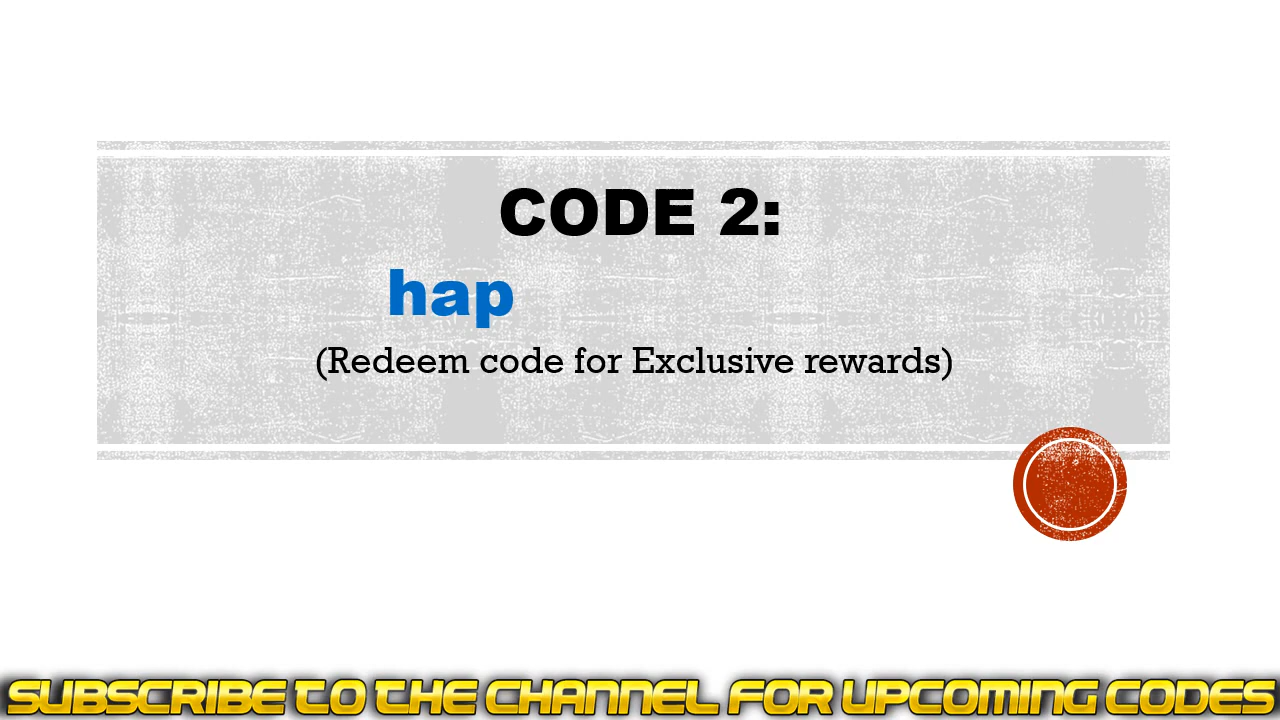 CODE 2:
hap
(Redeem code for Exclusive rewards)
SUBSCRIBE TO THE CHANNEL FOR UPCOMING CODES